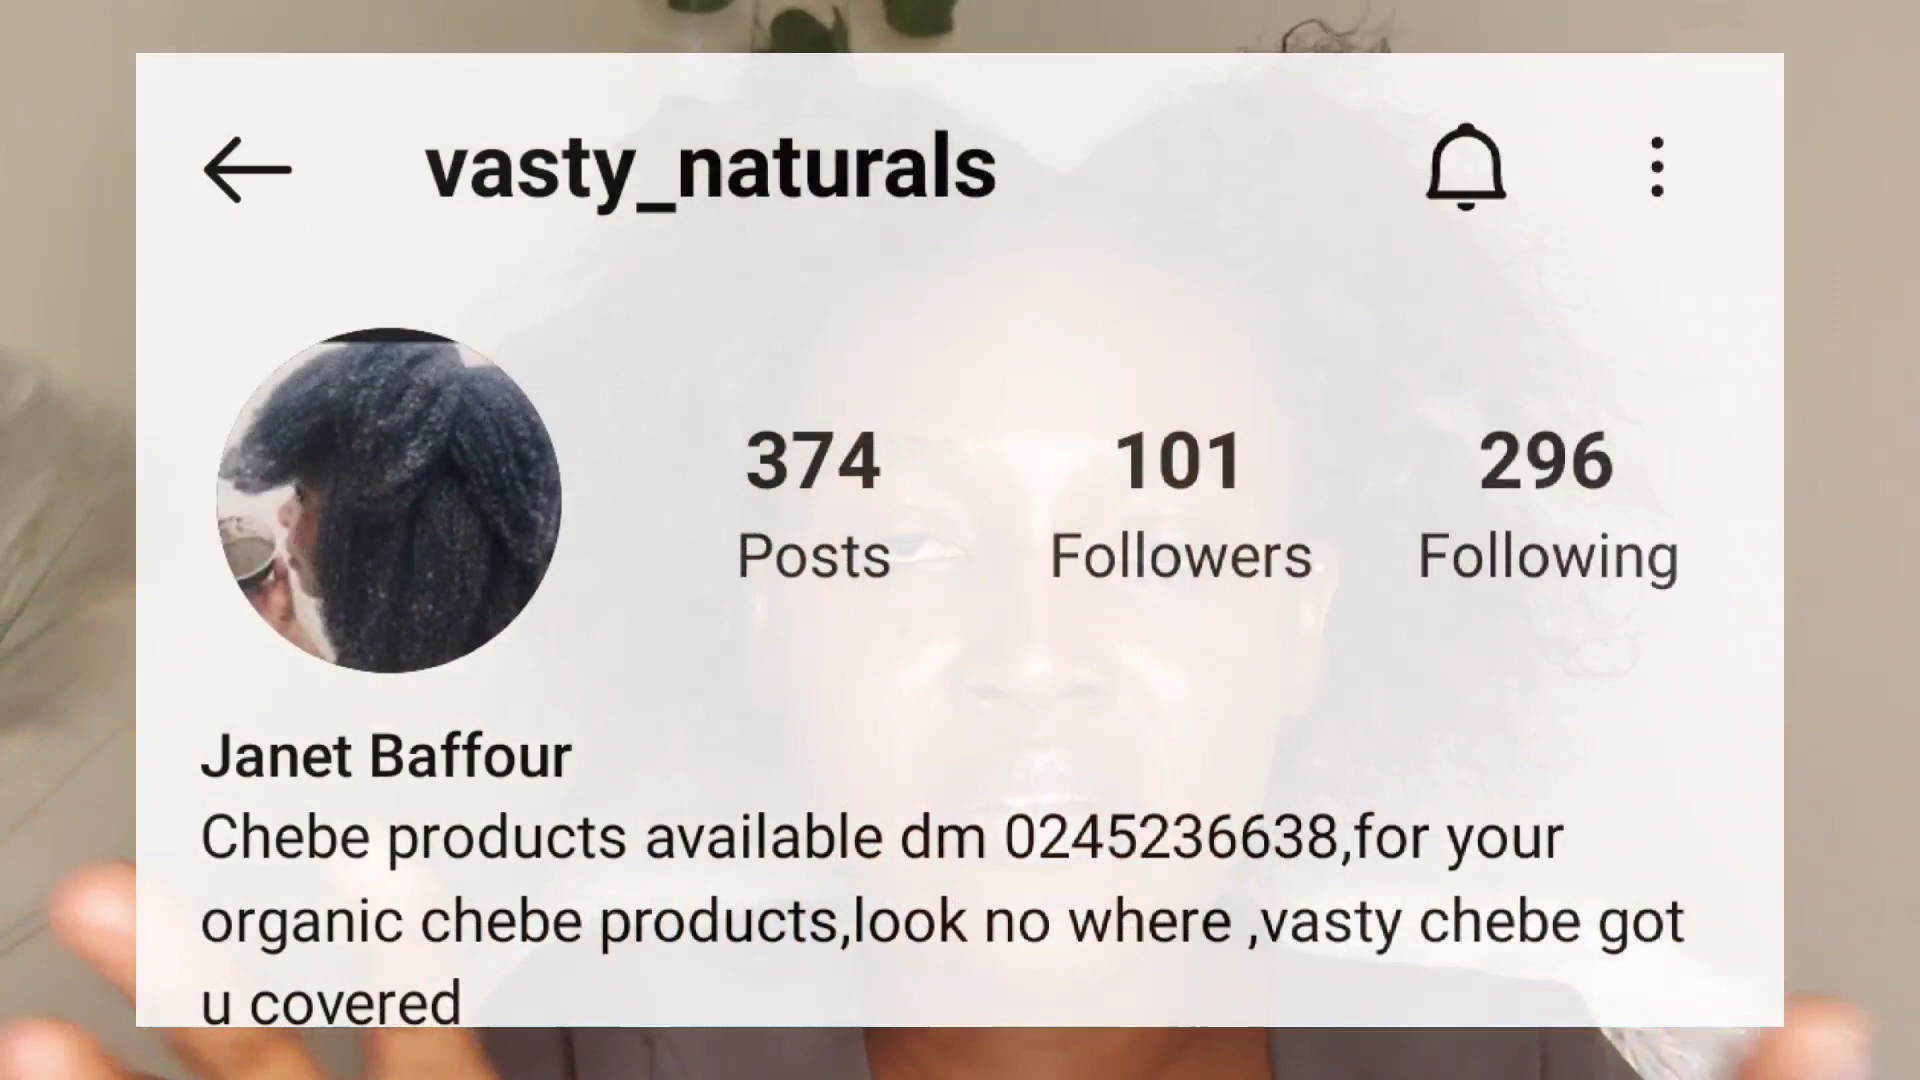 vasty_naturals
374 101 296
Posts Followers Following
Janet Baffour
Chebe products available dm 0245236638,for your
organic chebe products,look no where ,vasty chebe got
u covered